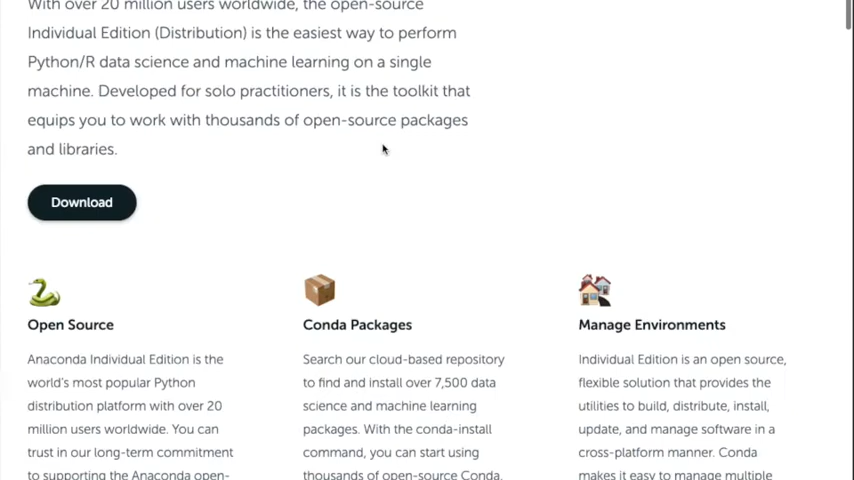 With over 20 million users worldwide, the open-source
Individual Edition (Distribution) is the easiest way to perform
Python/R data science and machine learning on a single
machine. Developed for solo practitioners, it is the toolkit that
equips you to work with thousands of open-source packages
and libraries.
Download
Open Source
Anaconda Individual Edition is the
world's most popular Python
distribution platform with over 20
million users worldwide. You can
trust in our long-term commitment
to supporting the Anaconda open-
Conda Packages
Search our cloud-based repository
to find and install over 7,500 data
science and machine learning
packages. With the conda-install
command, you can start using
thousands of open-source Conda,
Manage Environments
Individual Edition is an open source,
flexible solution that provides the
utilities to build, distribute, install,
update, and manage software in a
cross-platform manner. Conda
makes it easy to manage multiple